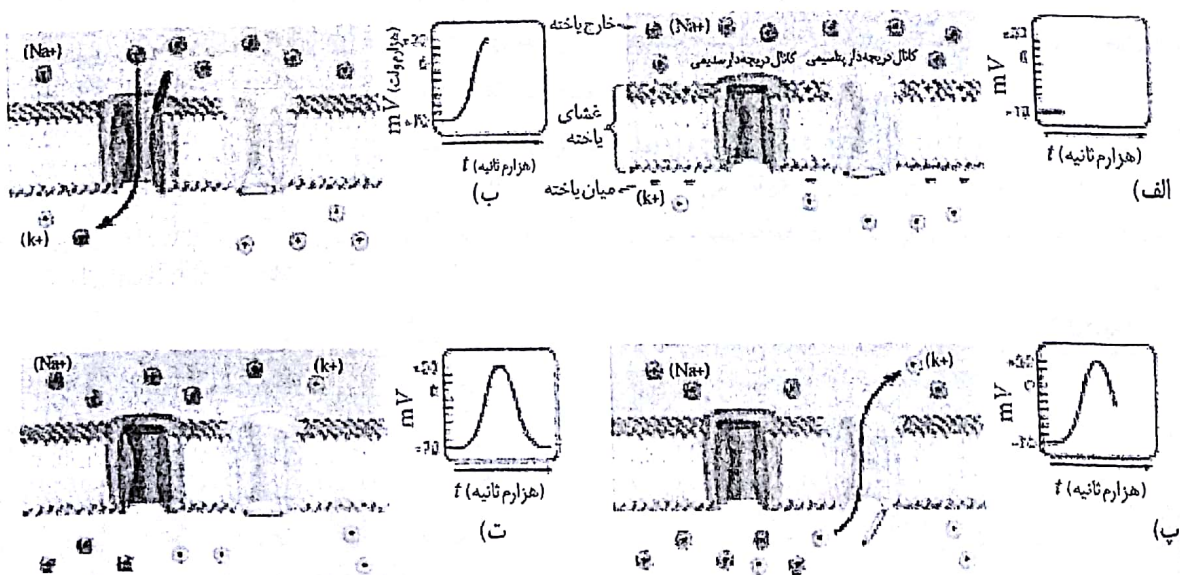 خارج یاخته
(Na+)
کانال دریچه‌دار سدیمی
کانال دریچه‌دار پتاسیمی
غشای یاخته
میان یاخته
(k+)
mV
t (هزارم ثانیه)
الف)
(Na+)
(k+)
mV (هزارم ولت)
t (هزارم ثانیه)
ب)
(Na+)
(k+)
mV
t (هزارم ثانیه)
پ)
(Na+)
(k+)
mV
t (هزارم ثانیه)
ت)